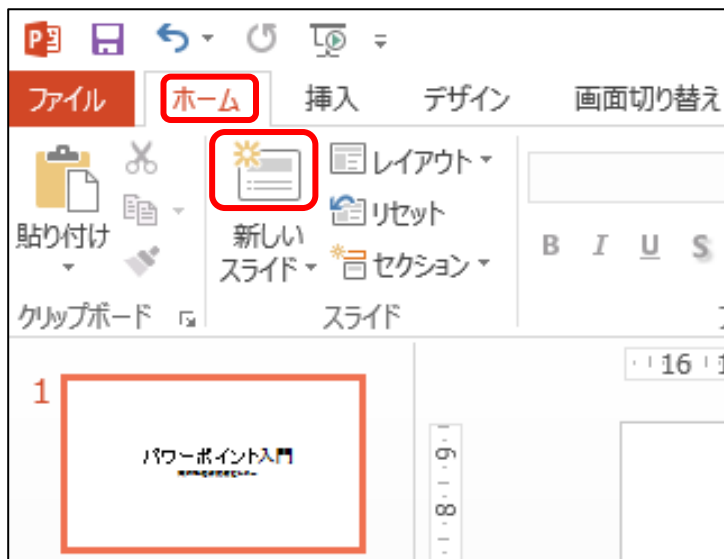 ファイル ホーム 挿入 デザイン 画面切り替え
貼り付け
新しい
スライド
レイアウト
リセット
セクション
B I U S
クリップボード スライド
16
1
パワーポイント入門
9
8